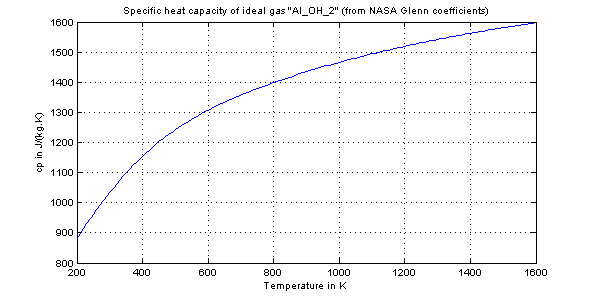 Specific heat capacity of ideal gas "Al_OH_2" (from NASA Glenn coefficients)
1600
1500
1400
1300
1200
1100
1000
900
800
cp in J/(kg.K)
200 400 600 800 1000 1200 1400 1600
Temperature in K